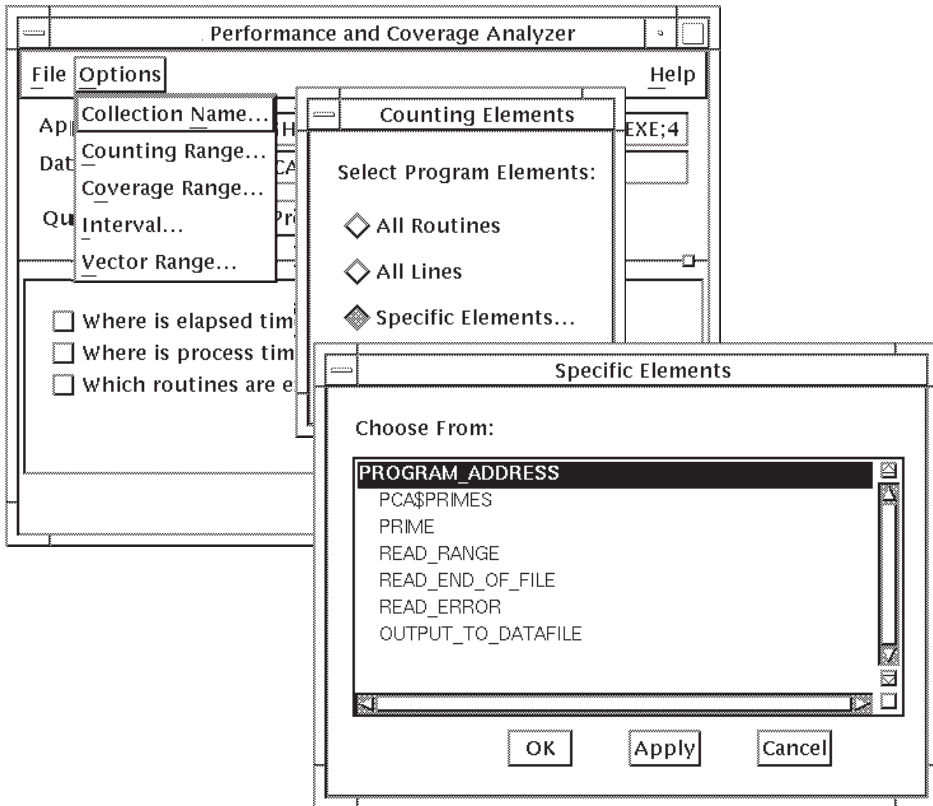 Performance and Coverage Analyzer
File Options Help
Collection Name...
Counting Range...
Coverage Range...
Interval...
Vector Range...
EXE;4
Where is elapsed
Where is process
Which routines are
Counting Elements
Select Program Elements:
All Routines
All Lines
Specific Elements...
Specific Elements
Choose From:
PROGRAM_ADDRESS
PCA$PRIMES
PRIME
READ_RANGE
READ_END_OF_FILE
READ_ERROR
OUTPUT_TO_DATAFILE
OK Apply Cancel